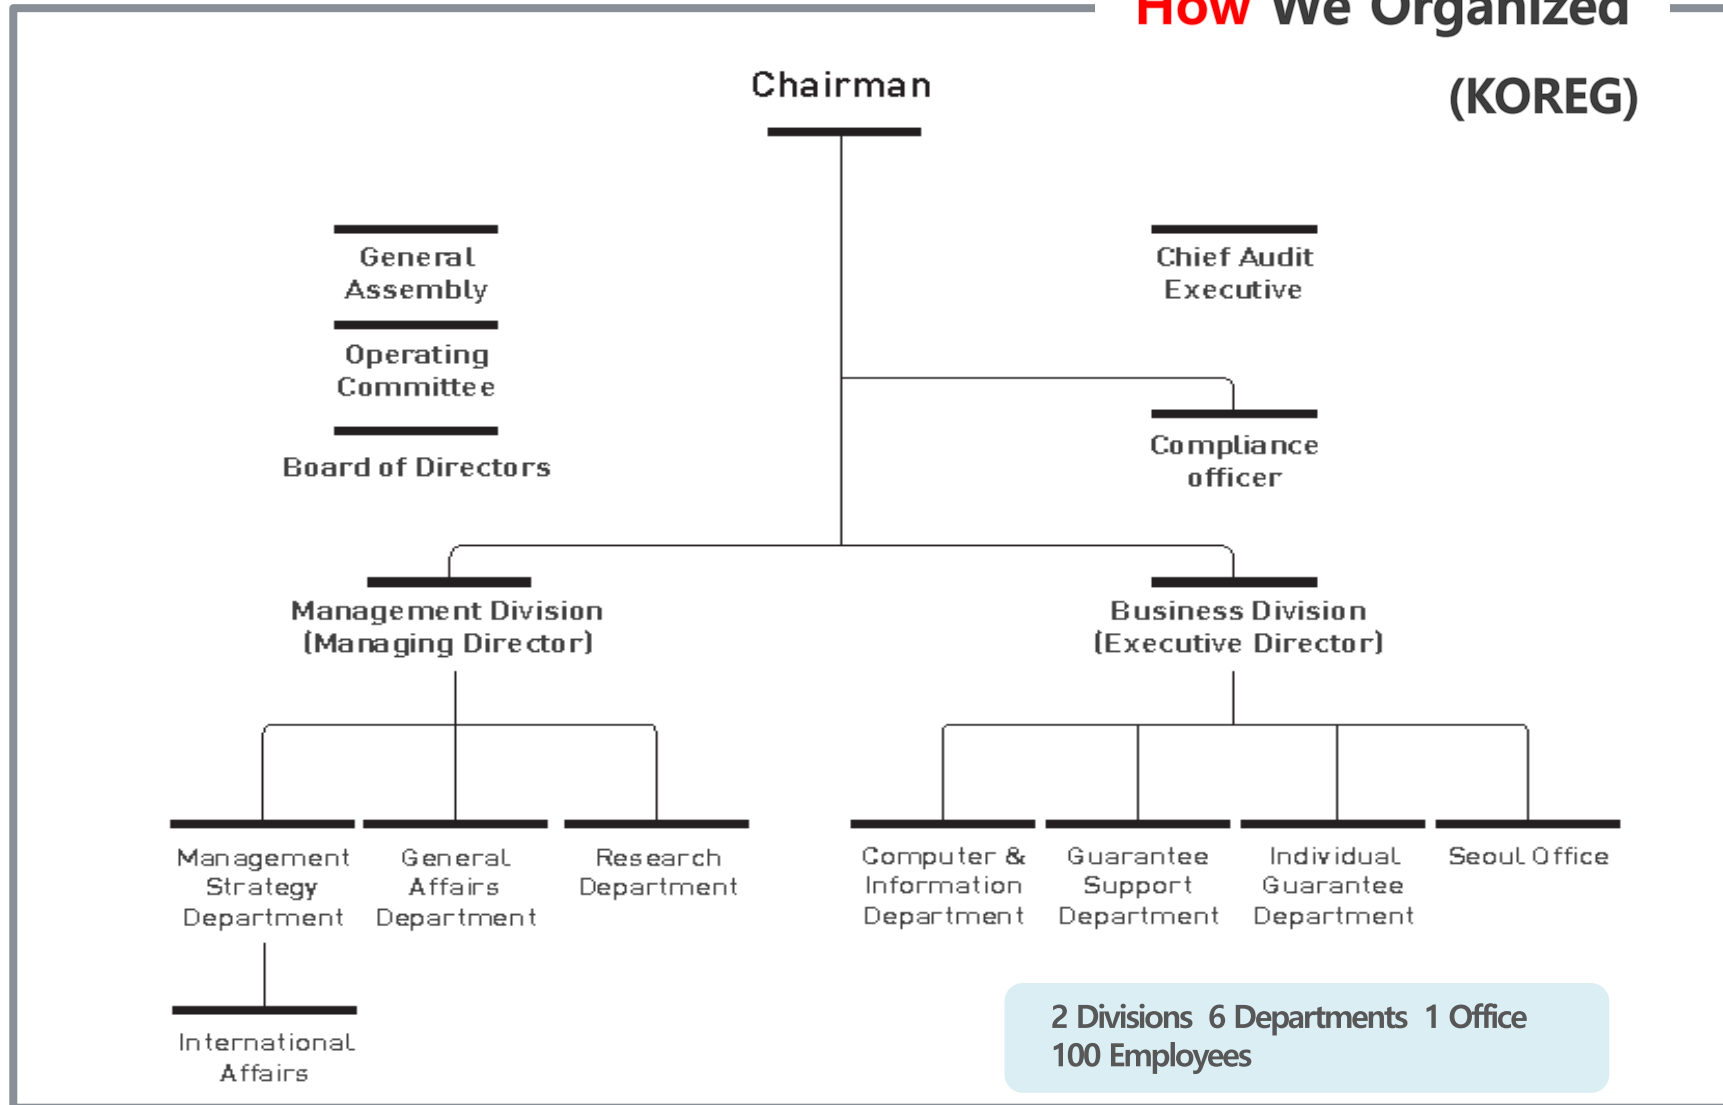 How We Organized
(KOREG)
Chairman
General
Assembly
Operating
Committee
Board of Directors
Chief Audit
Executive
Compliance
officer
Management Division
(Managing Director)
Business Division
(Executive Director)
Management
Strategy
Department
General
Affairs
Department
Research
Department
Computer &
Information
Department
Guarantee
Support
Department
Individual
Guarantee
Department
Seoul Office
International
Affairs
2 Divisions 6 Departments 1 Office
100 Employees